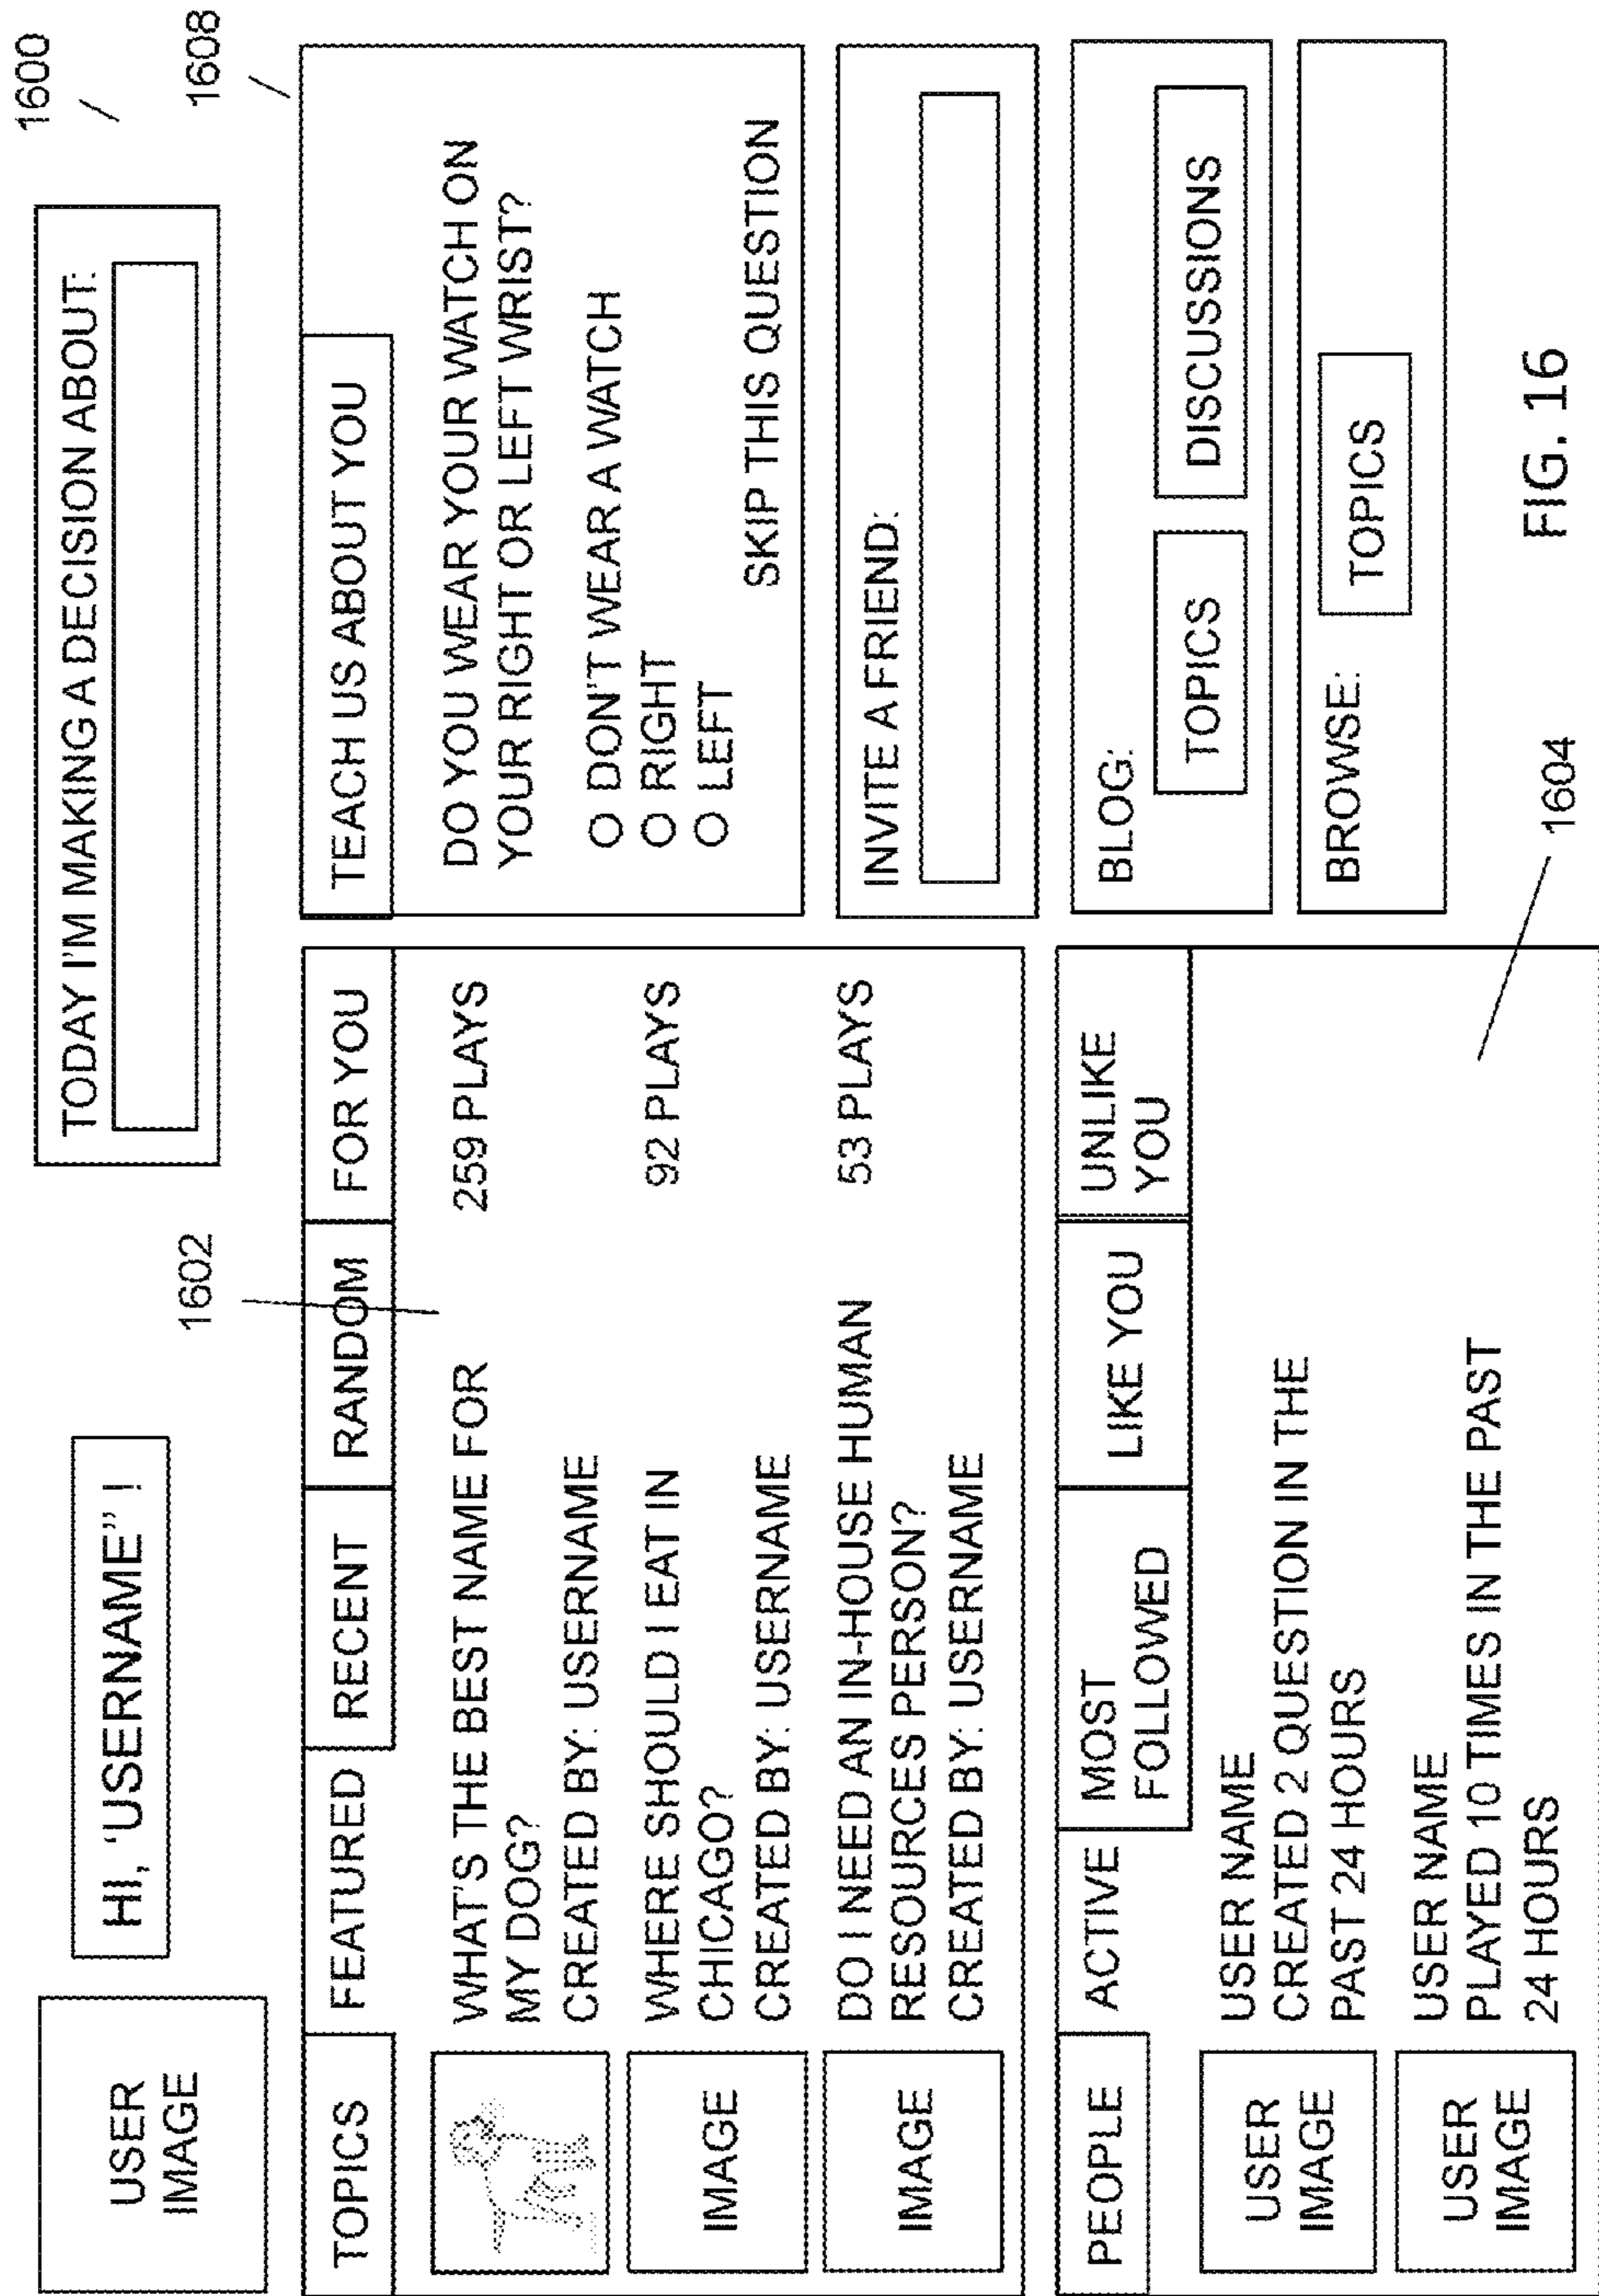 1600
USER
IMAGE
HI, 'USERNAME" !
TODAY I'M MAKING A DECISION ABOUT:
1602
1608
TOPICS
FEATURED
RECENT
RANDOM
FOR YOU
WHAT'S THE BEST NAME FOR
MY DOG?
CREATED BY: USERNAME
259 PLAYS
IMAGE
WHERE SHOULD I EAT IN
CHICAGO?
CREATED BY: USERNAME
92 PLAYS
IMAGE
DO I NEED AN IN-HOUSE HUMAN
RESOURCES PERSON?
CREATED BY: USERNAME
53 PLAYS
PEOPLE
ACTIVE
MOST
FOLLOWED
LIKE YOU
UNLIKE
YOU
USER
IMAGE
USER NAME
CREATED 2 QUESTION IN THE
PAST 24 HOURS
USER
IMAGE
USER NAME
PLAYED 10 TIMES IN THE PAST
24 HOURS
TEACH US ABOUT YOU
DO YOU WEAR YOUR WATCH ON
YOUR RIGHT OR LEFT WRIST?
O DON'T WEAR A WATCH
O RIGHT
O LEFT
SKIP THIS QUESTION
INVITE A FRIEND:
BLOG:
TOPICS
DISCUSSIONS
BROWSE:
TOPICS
1604
FIG. 16